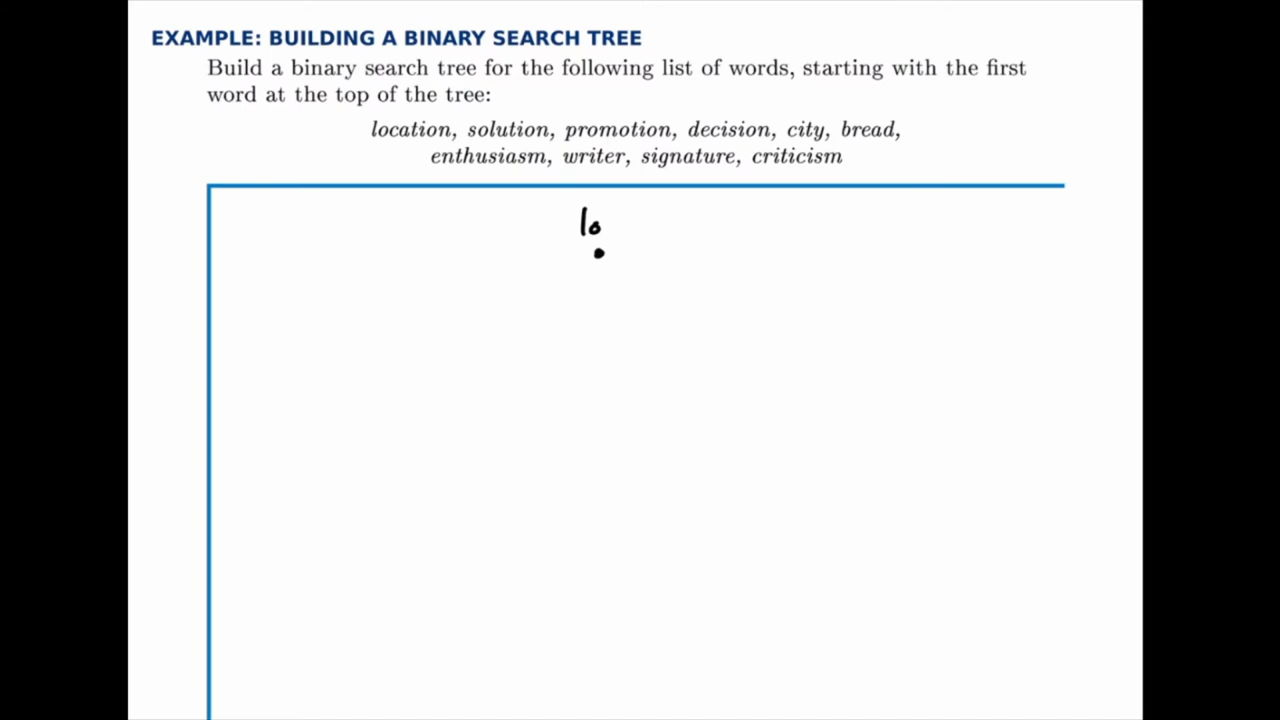 EXAMPLE: BUILDING A BINARY SEARCH TREE
Build a binary search tree for the following list of words, starting with the first
word at the top of the tree:
location, solution, promotion, decision, city, bread,
enthusiasm, writer, signature, criticism
lo